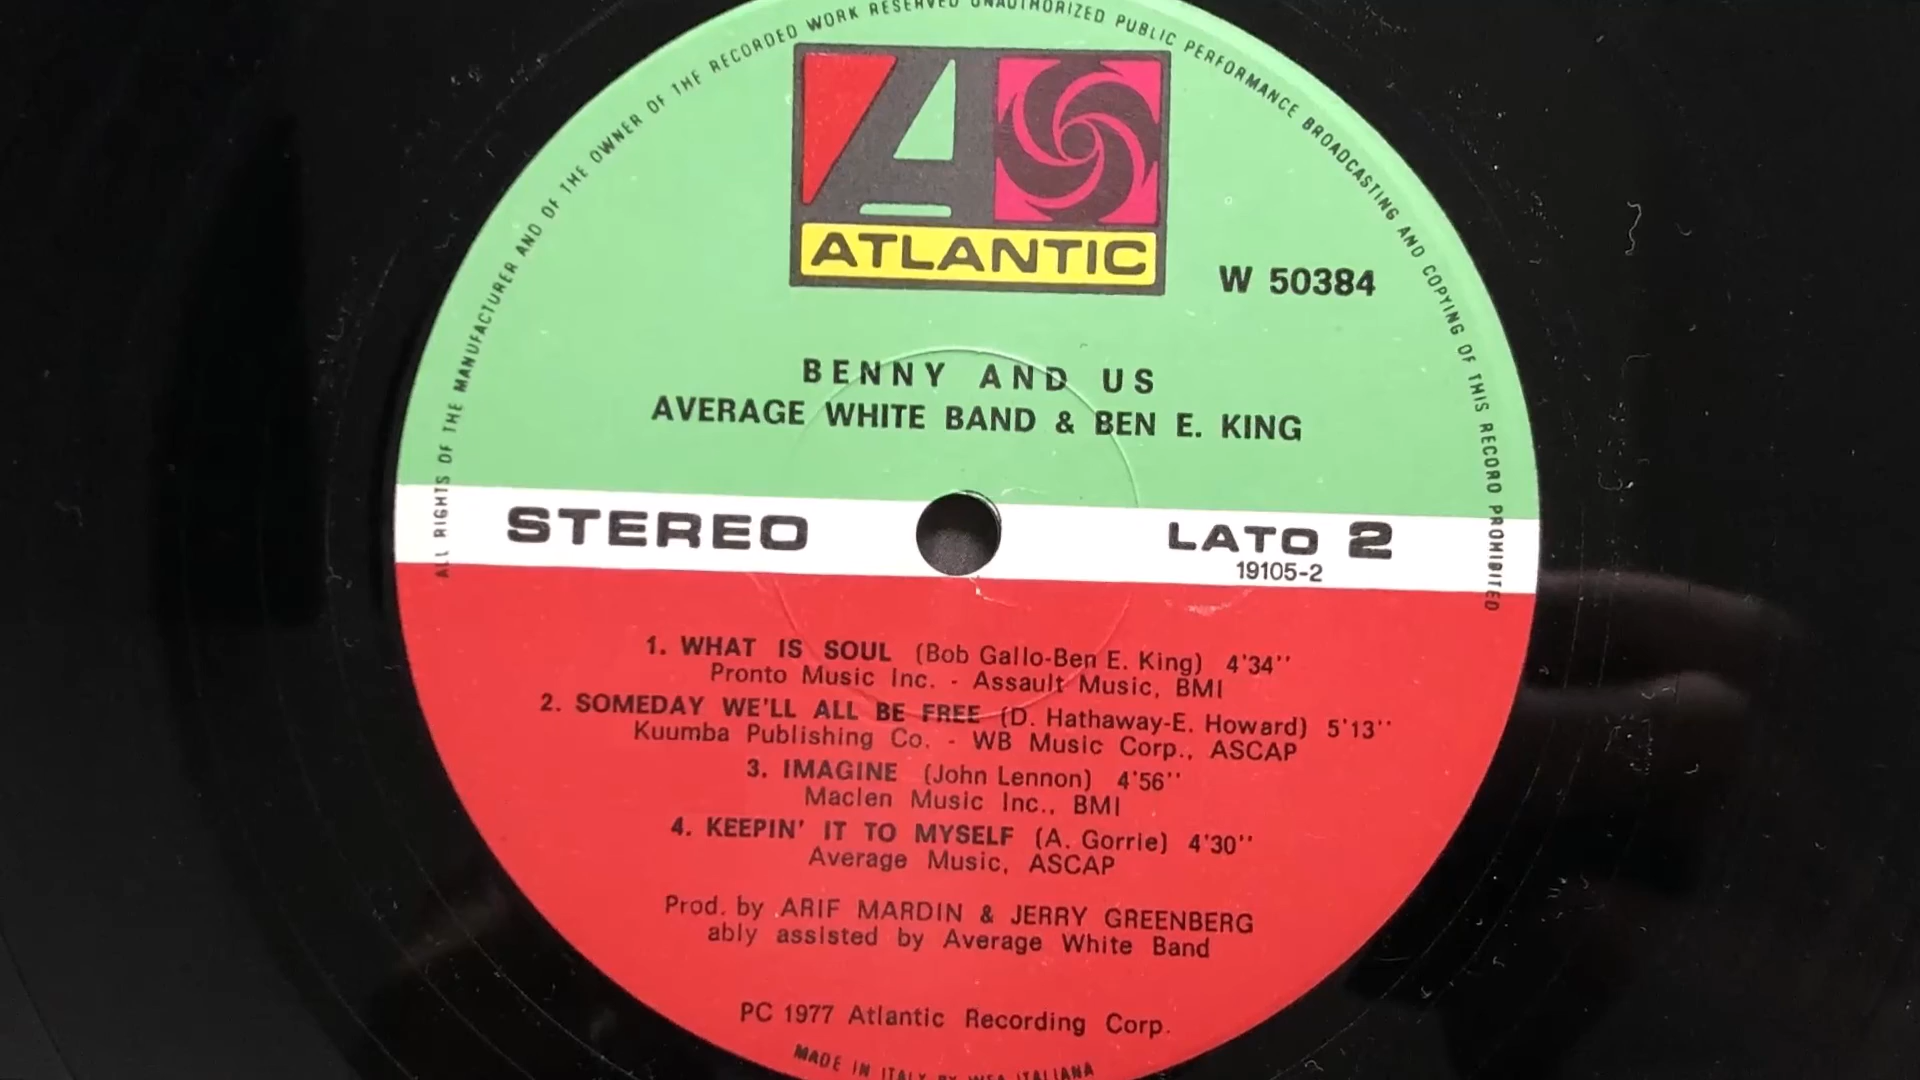 ALL RIGHTS OF THE MANUFACTURER AND OF THE OWNER OF THE RECORDED WORK RESERVED UNAUTHORIZED PUBLIC PERFORMANCE BROADCASTING AND COPYING OF THIS RECORD PROHIBITED
A
ATLANTIC
W 50384
BENNY AND US
AVERAGE WHITE BAND & BEN E. KING
STEREO
LATO 2
19105-2
1. WHAT IS SOUL (Bob Gallo-Ben E. King) 4'34''
Pronto Music Inc. - Assault Music, BMI
2. SOMEDAY WE'LL ALL BE FREE (D. Hathaway-E. Howard) 5'13''
Kuumba Publishing Co. - WB Music Corp., ASCAP
3. IMAGINE (John Lennon) 4'56''
Maclen Music Inc., BMI
4. KEEPIN' IT TO MYSELF (A. Gorrie) 4'30''
Average Music, ASCAP
Prod. by ARIF MARDIN & JERRY GREENBERG
ably assisted by Average White Band
PC 1977 Atlantic Recording Corp.
MADE IN ITALY BY WEA ITALIANA